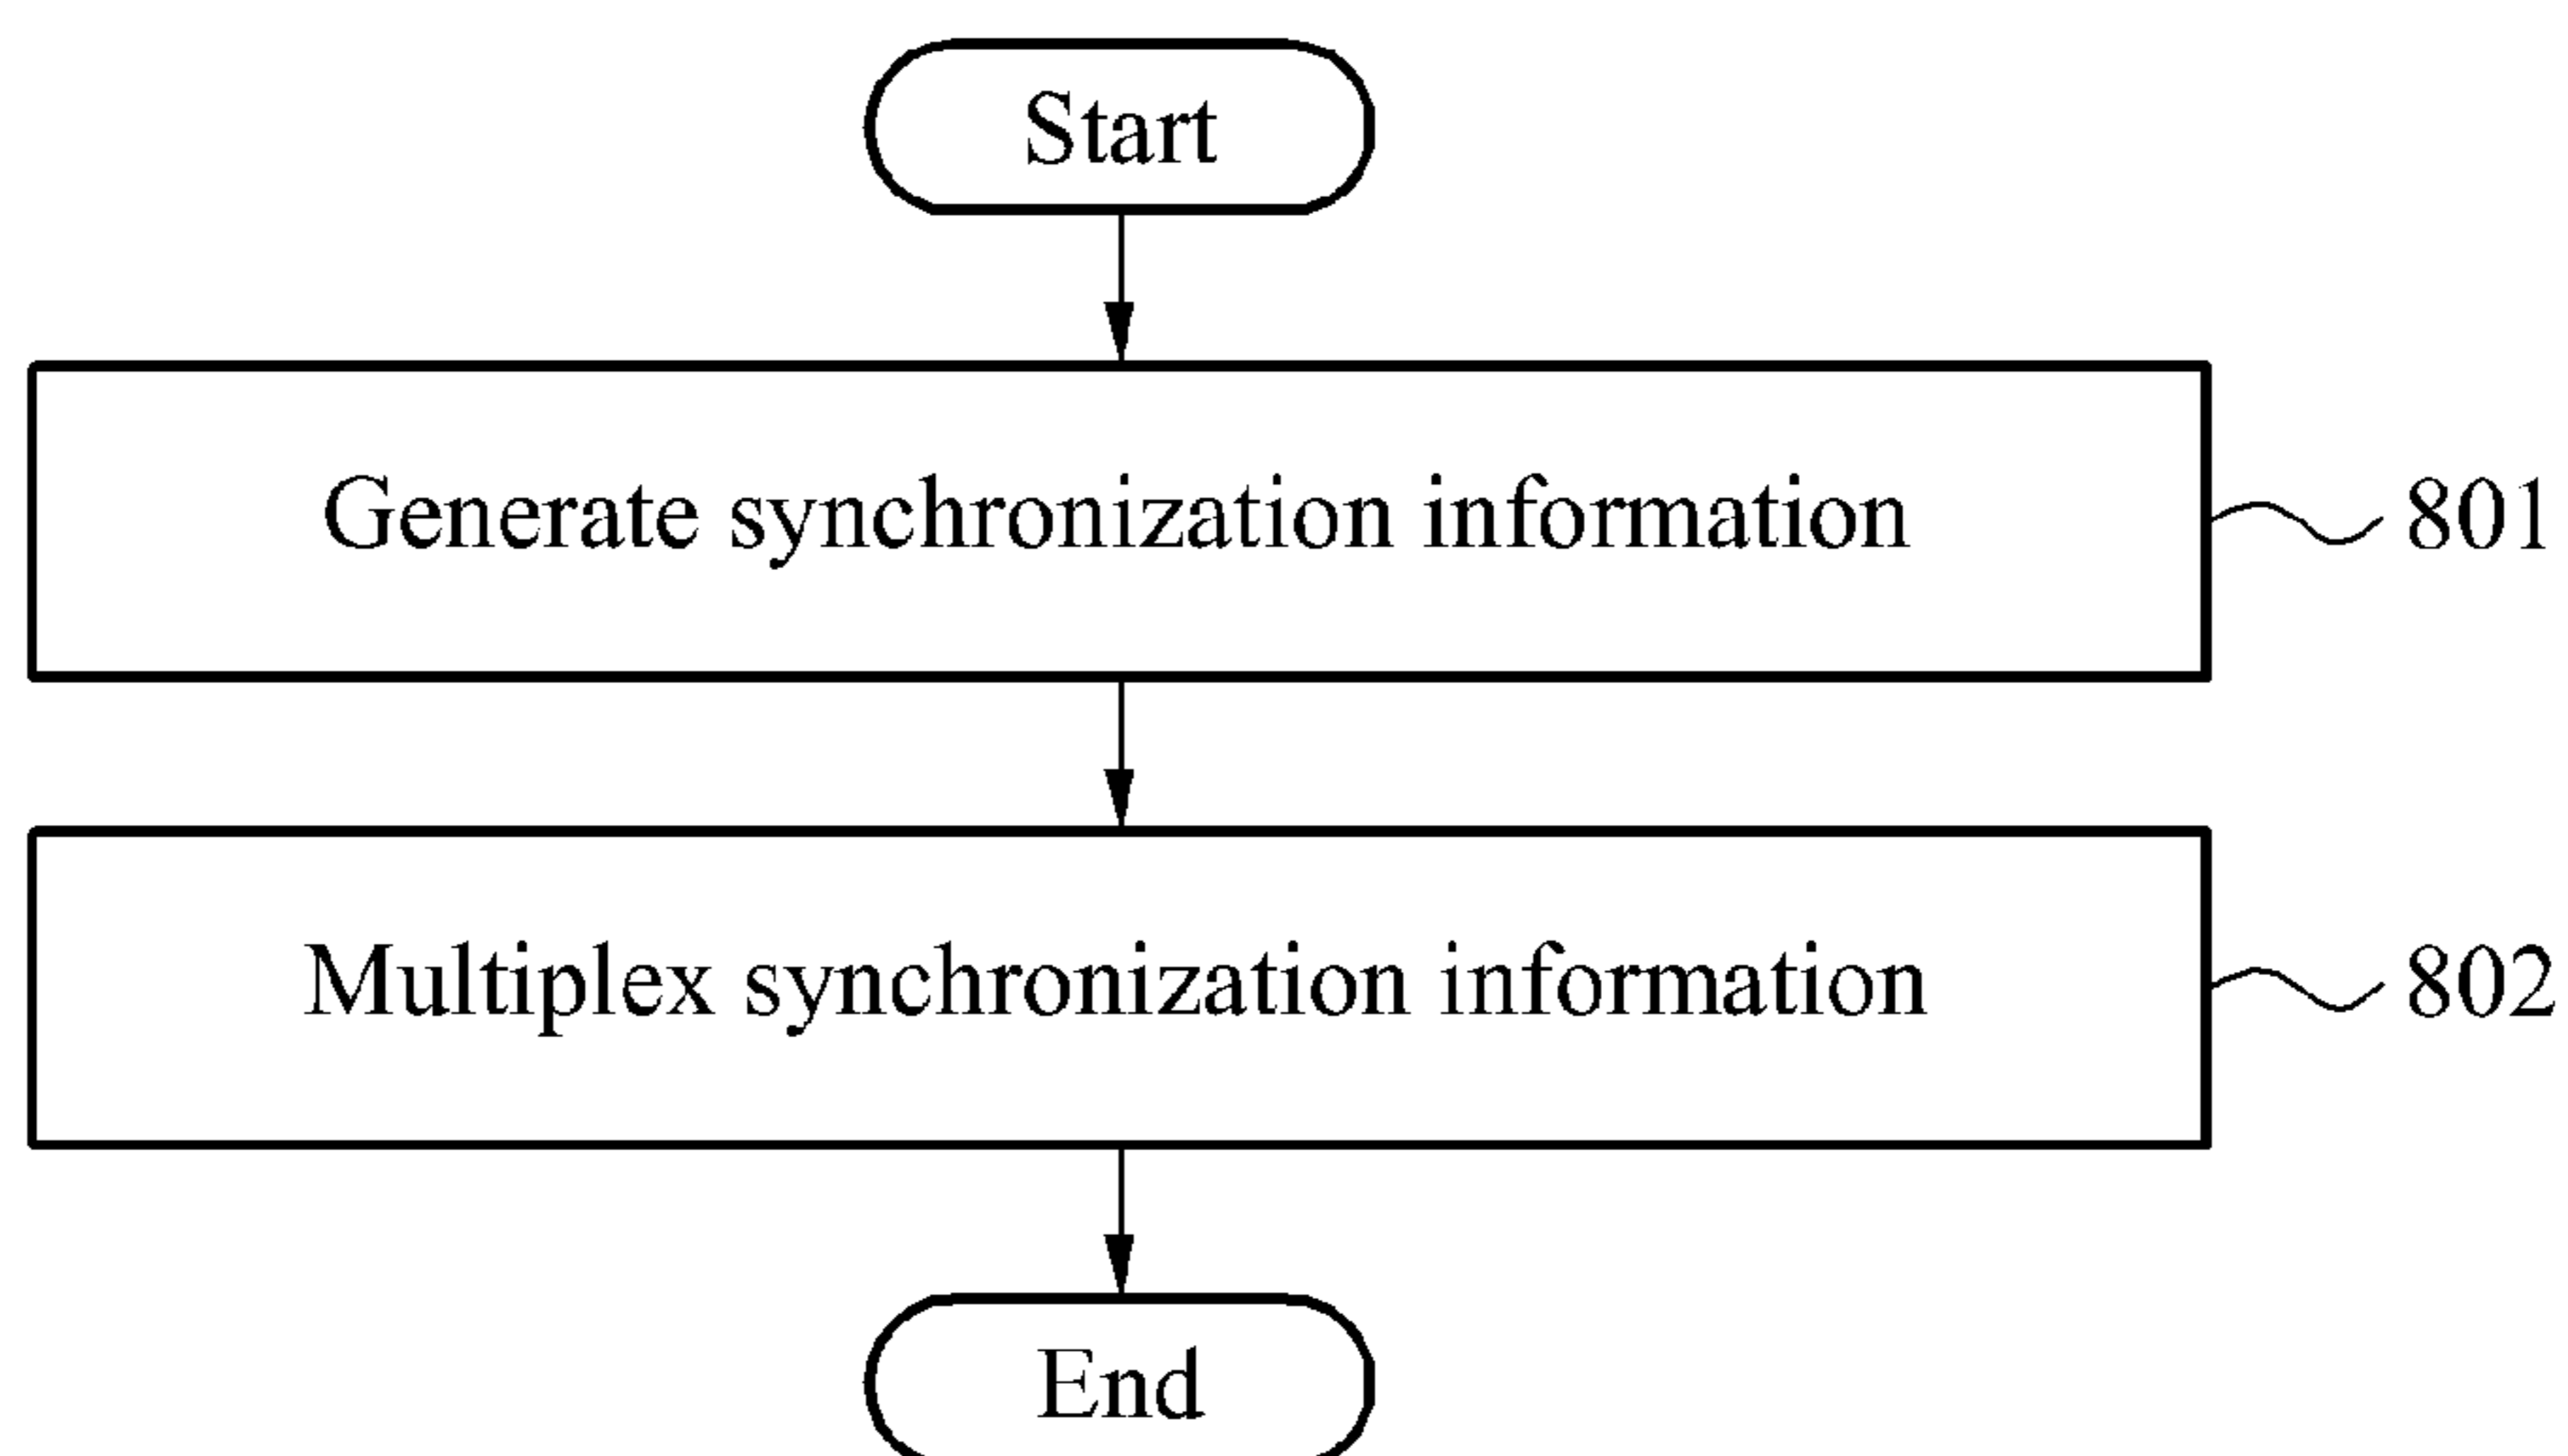 Start
Generate synchronization information
801
Multiplex synchronization information
802
End